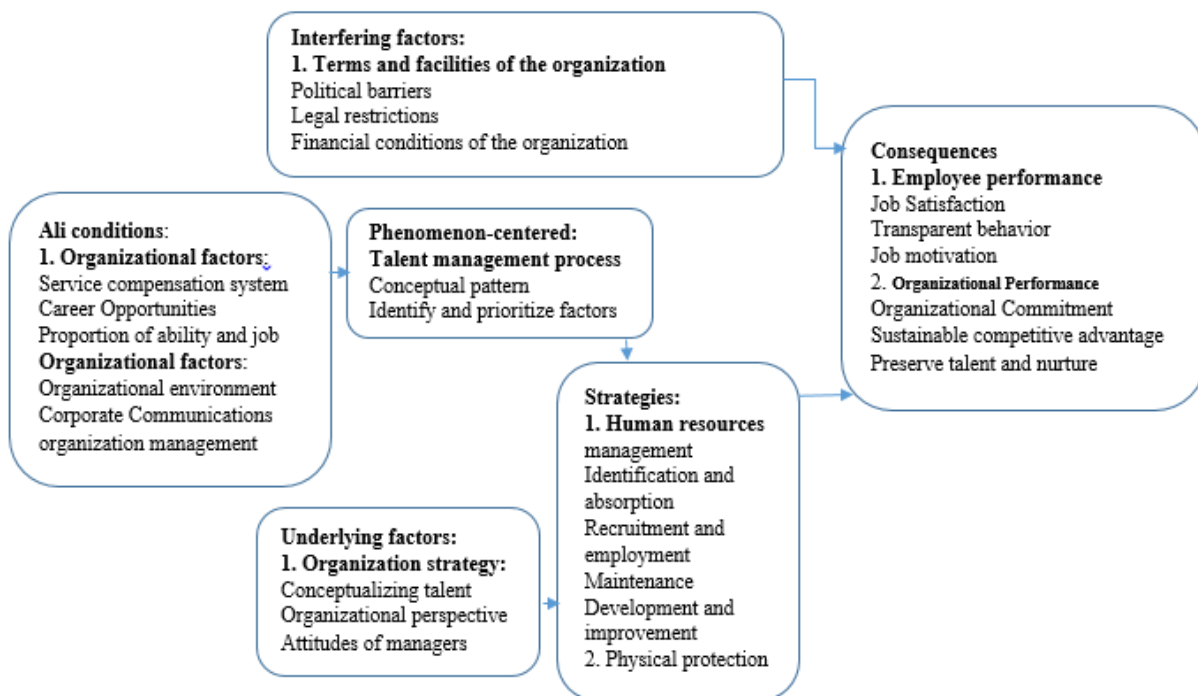 Interfering factors:
1. Terms and facilities of the organization
Political barriers
Legal restrictions
Financial conditions of the organization
Ali conditions:
1. Organizational factors:
Service compensation system
Career Opportunities
Proportion of ability and job
Organizational factors:
Organizational environment
Corporate Communications
organization management
Phenomenon-centered:
Talent management process
Conceptual pattern
Identify and prioritize factors
Underlying factors:
1. Organization strategy:
Conceptualizing talent
Organizational perspective
Attitudes of managers
Strategies:
1. Human resources
management
Identification and
absorption
Recruitment and
employment
Maintenance
Development and
improvement
2. Physical protection
Consequences
1. Employee performance
Job Satisfaction
Transparent behavior
Job motivation
2. Organizational Performance
Organizational Commitment
Sustainable competitive advantage
Preserve talent and nurture